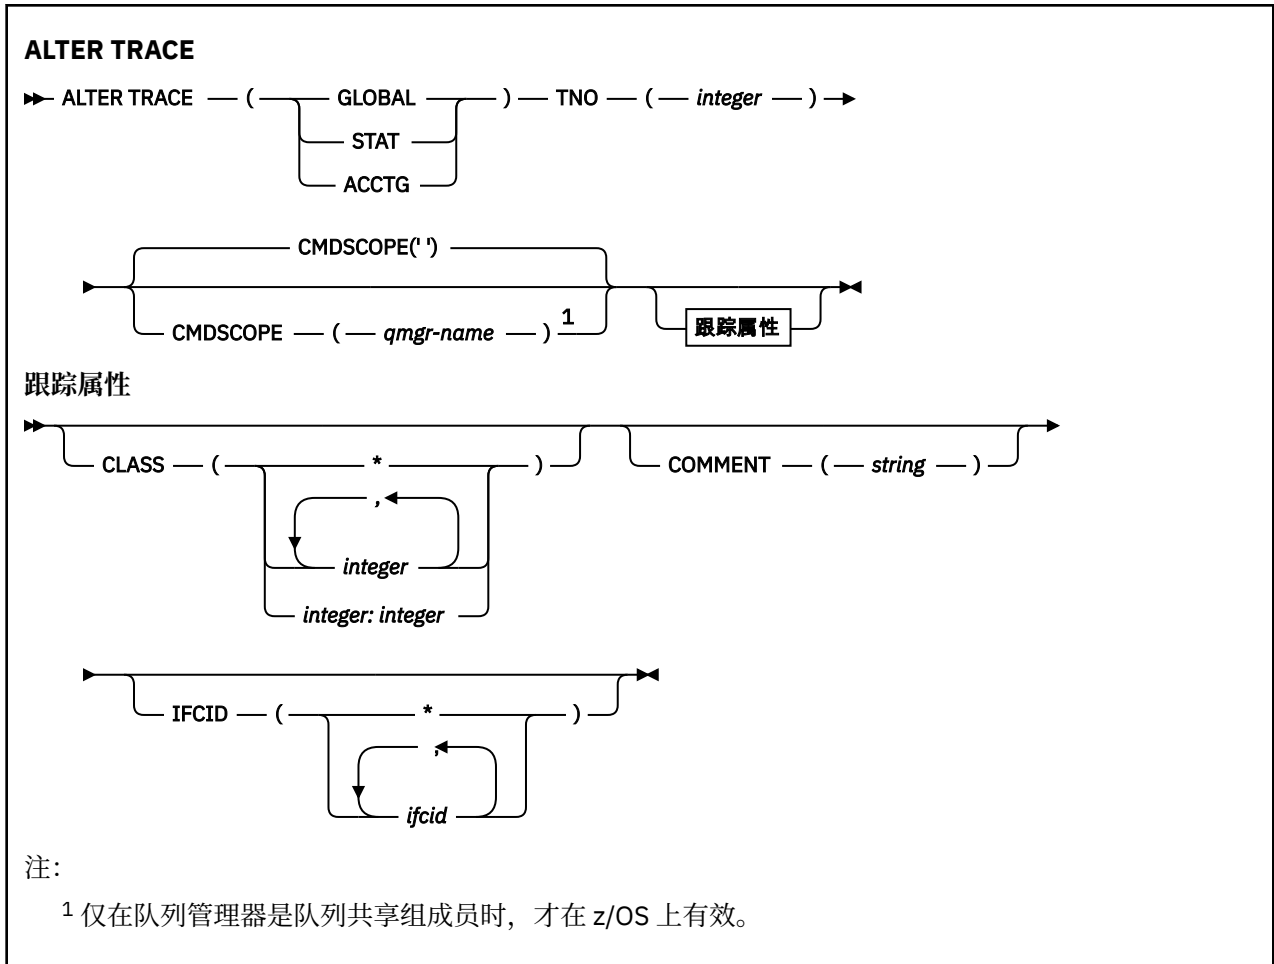 ALTER TRACE
ALTER TRACE ( GLOBAL ) TNO ( integer )
STAT
ACCTG
CMDSCOPE(' ')
CMDSCOPE ( qmgr-name ) 1
跟踪属性
跟踪属性
CLASS ( * ) COMMENT ( string )
,
integer
integer: integer
IFCID ( * )
,
ifcid
注：
1 仅在队列管理器是队列共享组成员时，才在 z/OS 上有效。